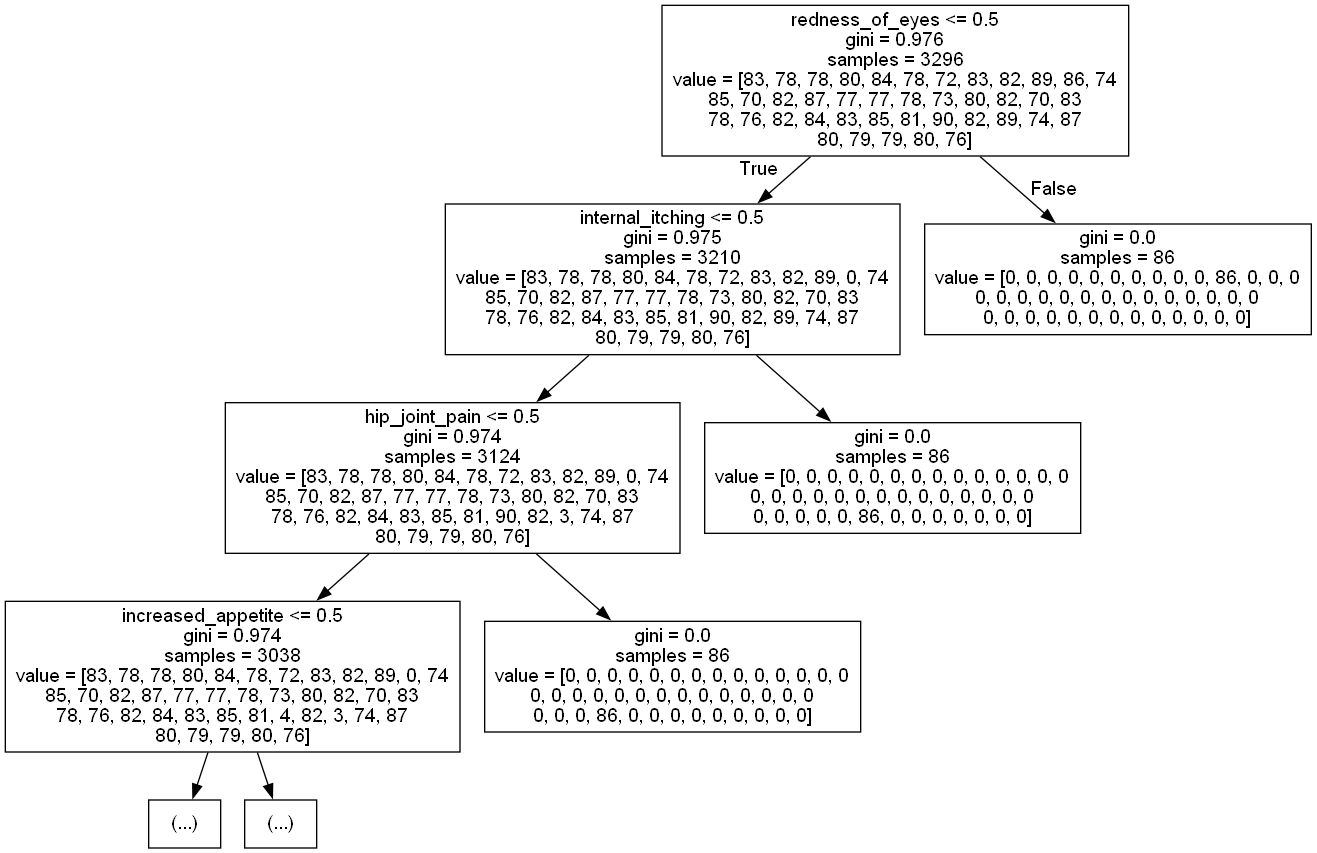 redness_of_eyes <= 0.5
gini = 0.976
samples = 3296
value = [83, 78, 78, 80, 84, 78, 72, 83, 82, 89, 86, 74
85, 70, 82, 87, 77, 77, 78, 73, 80, 82, 70, 83
78, 76, 82, 84, 83, 85, 81, 90, 82, 89, 74, 87
80, 79, 79, 80, 76]
True
False
internal_itching <= 0.5
gini = 0.975
samples = 3210
value = [83, 78, 78, 80, 84, 78, 72, 83, 82, 89, 0, 74
85, 70, 82, 87, 77, 77, 78, 73, 80, 82, 70, 83
78, 76, 82, 84, 83, 85, 81, 90, 82, 89, 74, 87
80, 79, 79, 80, 76]
gini = 0.0
samples = 86
value = [0, 0, 0, 0, 0, 0, 0, 0, 0, 0, 86, 0, 0, 0
0, 0, 0, 0, 0, 0, 0, 0, 0, 0, 0, 0, 0, 0
0, 0, 0, 0, 0, 0, 0, 0, 0, 0, 0, 0, 0]
hip_joint_pain <= 0.5
gini = 0.974
samples = 3124
value = [83, 78, 78, 80, 84, 78, 72, 83, 82, 89, 0, 74
85, 70, 82, 87, 77, 77, 78, 73, 80, 82, 70, 83
78, 76, 82, 84, 83, 85, 81, 90, 82, 3, 74, 87
80, 79, 79, 80, 76]
gini = 0.0
samples = 86
value = [0, 0, 0, 0, 0, 0, 0, 0, 0, 0, 0, 0, 0, 0
0, 0, 0, 0, 0, 0, 0, 0, 0, 0, 0, 0, 0, 0
0, 0, 0, 0, 0, 86, 0, 0, 0, 0, 0, 0, 0]
increased_appetite <= 0.5
gini = 0.974
samples = 3038
value = [83, 78, 78, 80, 84, 78, 72, 83, 82, 89, 0, 74
85, 70, 82, 87, 77, 77, 78, 73, 80, 82, 70, 83
78, 76, 82, 84, 83, 85, 81, 4, 82, 3, 74, 87
80, 79, 79, 80, 76]
gini = 0.0
samples = 86
value = [0, 0, 0, 0, 0, 0, 0, 0, 0, 0, 0, 0, 0, 0
0, 0, 0, 0, 0, 0, 0, 0, 0, 0, 0, 0, 0, 0
0, 0, 0, 86, 0, 0, 0, 0, 0, 0, 0, 0, 0]
(...)
(...)